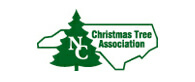 Christmas Tree
Association
NC